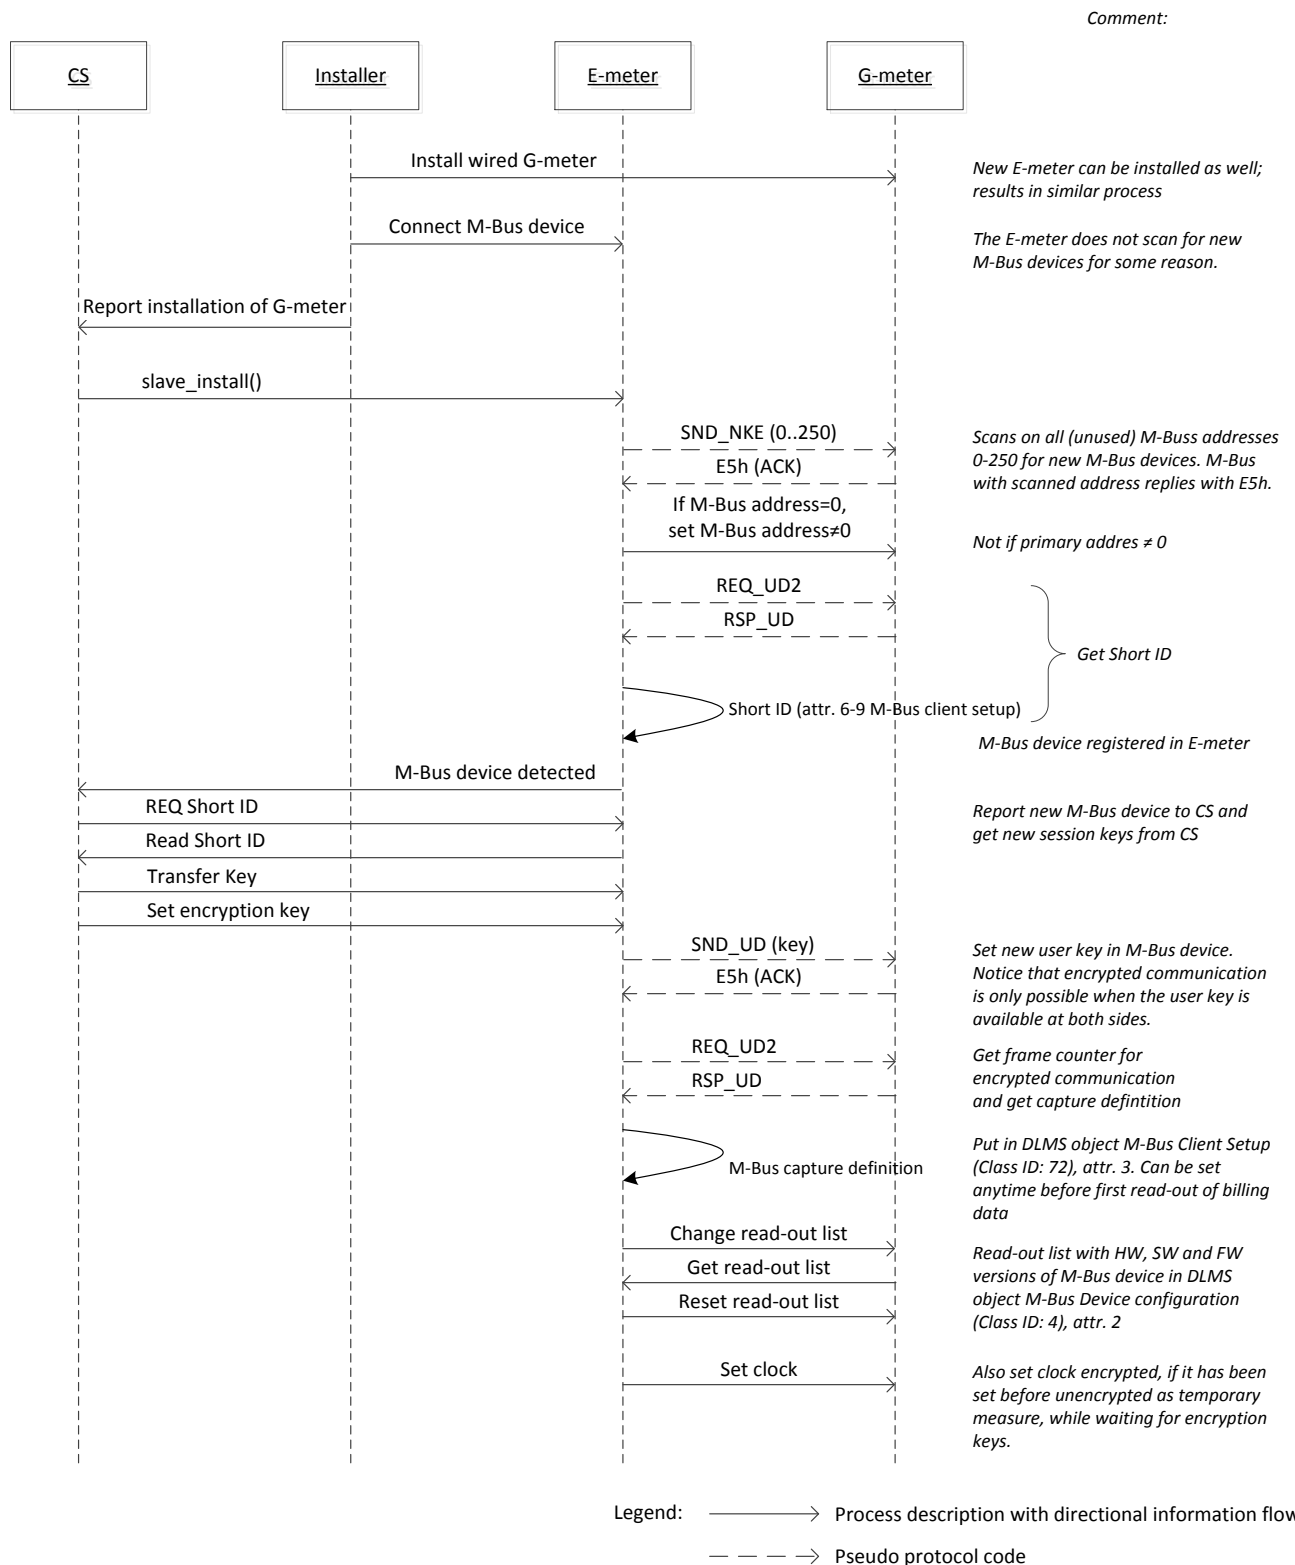 Comment:
CS
Installer
E-meter
G-meter
Install wired G-meter
New E-meter can be installed as well;
results in similar process
Connect M-Bus device
The E-meter does not scan for new
M-Bus devices for some reason.
Report installation of G-meter
slave_install()
SND_NKE (0..250)
Scans on all (unused) M-Buss addresses
0-250 for new M-Bus devices. M-Bus
with scanned address replies with E5h.
E5h (ACK)
If M-Bus address=0,
set M-Bus address≠0
Not if primary addres ≠ 0
REQ_UD2
RSP_UD
Get Short ID
Short ID (attr. 6-9 M-Bus client setup)
M-Bus device registered in E-meter
M-Bus device detected
REQ Short ID
Report new M-Bus device to CS and
get new session keys from CS
Read Short ID
Transfer Key
Set encryption key
SND_UD (key)
Set new user key in M-Bus device.
Notice that encrypted communication
is only possible when the user key is
available at both sides.
E5h (ACK)
REQ_UD2
Get frame counter for
encrypted communication
and get capture defintition
RSP_UD
M-Bus capture definition
Put in DLMS object M-Bus Client Setup
(Class ID: 72), attr. 3. Can be set
anytime before first read-out of billing
data
Change read-out list
Get read-out list
Reset read-out list
Read-out list with HW, SW and FW
versions of M-Bus device in DLMS
object M-Bus Device configuration
(Class ID: 4), attr. 2
Set clock
Also set clock encrypted, if it has been
set before unencrypted as temporary
measure, while waiting for encryption
keys.
Legend:
Process description with directional information flow
Pseudo protocol code